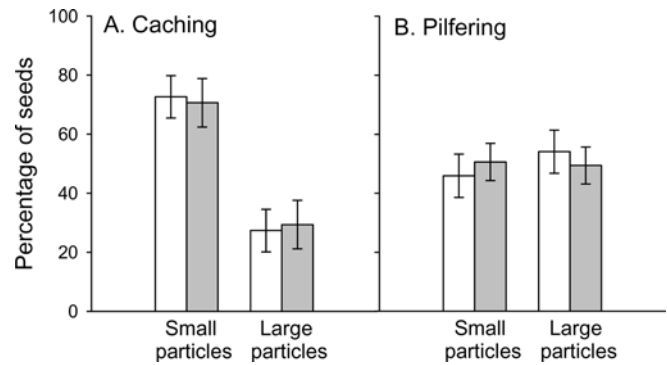 A. Caching
B. Pilfering
Percentage of seeds
100
80
60
40
20
0
Small
particles
Large
particles
Small
particles
Large
particles